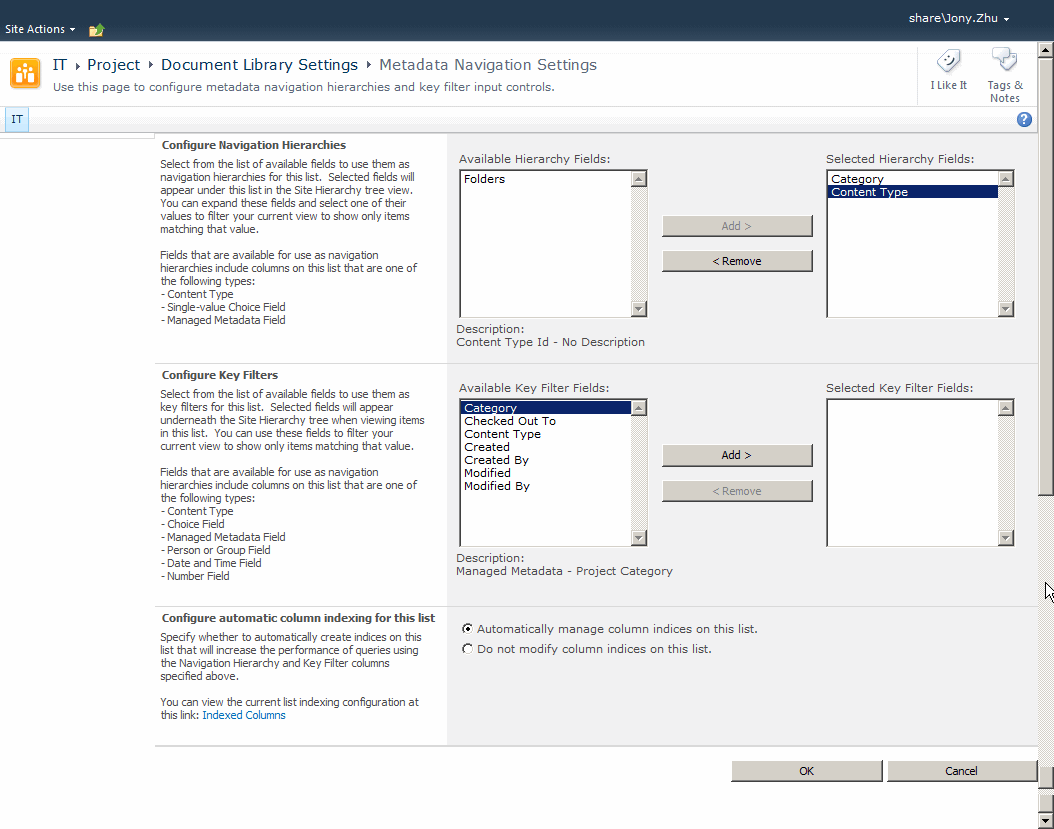 share\Jony.Zhu
Site Actions
IT Project Document Library Settings Metadata Navigation Settings
Use this page to configure metadata navigation hierarchies and key filter input controls.
I Like It
Tags &
Notes
IT
Configure Navigation Hierarchies
Select from the list of available fields to use them as
navigation hierarchies for this list. Selected fields will
appear under this list in the Site Hierarchy tree view.
You can expand these fields and select one of their
values to filter your current view to show only items
matching that value.
Fields that are available for use as navigation
hierarchies include columns on this list that are one of
the following types:
- Content Type
- Single-value Choice Field
- Managed Metadata Field
Available Hierarchy Fields:
Folders
Add >
< Remove
Selected Hierarchy Fields:
Category
Content Type
Description:
Content Type Id - No Description
Configure Key Filters
Select from the list of available fields to use them as
key filters for this list. Selected fields will appear
underneath the Site Hierarchy tree when viewing items
in this list. You can use these fields to filter your
current view to show only items matching that value.
Fields that are available for use as navigation
hierarchies include columns on this list that are one of
the following types:
- Content Type
- Choice Field
- Managed Metadata Field
- Person or Group Field
- Date and Time Field
- Number Field
Available Key Filter Fields:
Category
Checked Out To
Content Type
Created
Created By
Modified
Modified By
Add >
< Remove
Selected Key Filter Fields:
Description:
Managed Metadata - Project Category
Configure automatic column indexing for this list
Specify whether to automatically create indices on this
list that will increase the performance of queries using
the Navigation Hierarchy and Key Filter columns
specified above.
You can view the current list indexing configuration at
this link: Indexed Columns
Automatically manage column indices on this list.
Do not modify column indices on this list.
OK
Cancel